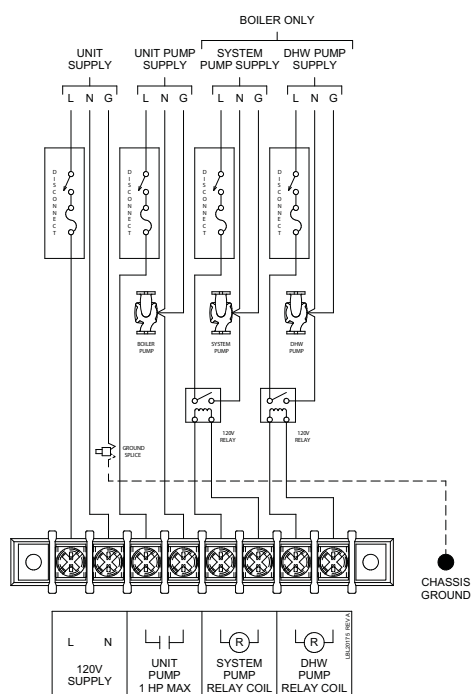 BOILER ONLY
UNIT
SUPPLY
UNIT PUMP
SUPPLY
SYSTEM
PUMP SUPPLY
DHW PUMP
SUPPLY
L N G
L N G
L N G
L N G
DISCONNECT
DISCONNECT
DISCONNECT
DISCONNECT
BOILER
PUMP
SYSTEM
PUMP
DHW
PUMP
120V
RELAY
120V
RELAY
GROUND
SPLICE
CHASSIS
GROUND
L N
120V
SUPPLY
UNIT
PUMP
1 HP MAX
R
SYSTEM
PUMP
RELAY COIL
R
DHW
PUMP
RELAY COIL
LBL20175 REV A